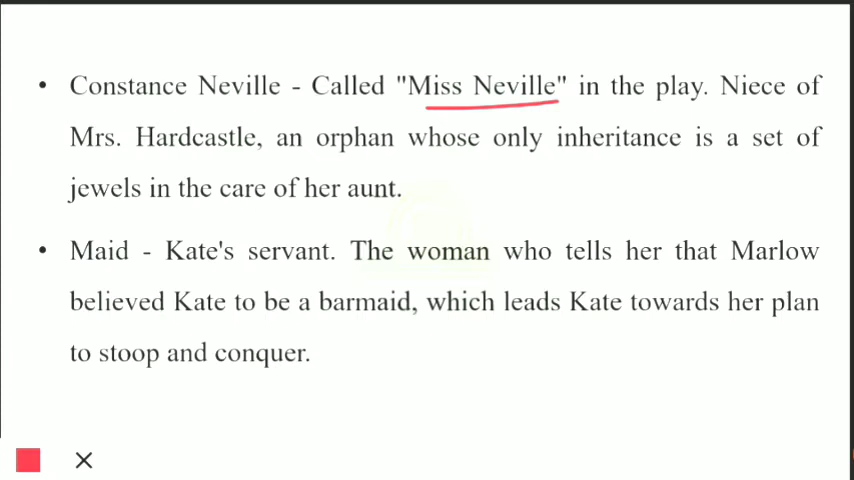 • Constance Neville - Called "Miss Neville" in the play. Niece of
Mrs. Hardcastle, an orphan whose only inheritance is a set of
jewels in the care of her aunt.
• Maid - Kate's servant. The woman who tells her that Marlow
believed Kate to be a barmaid, which leads Kate towards her plan
to stoop and conquer.